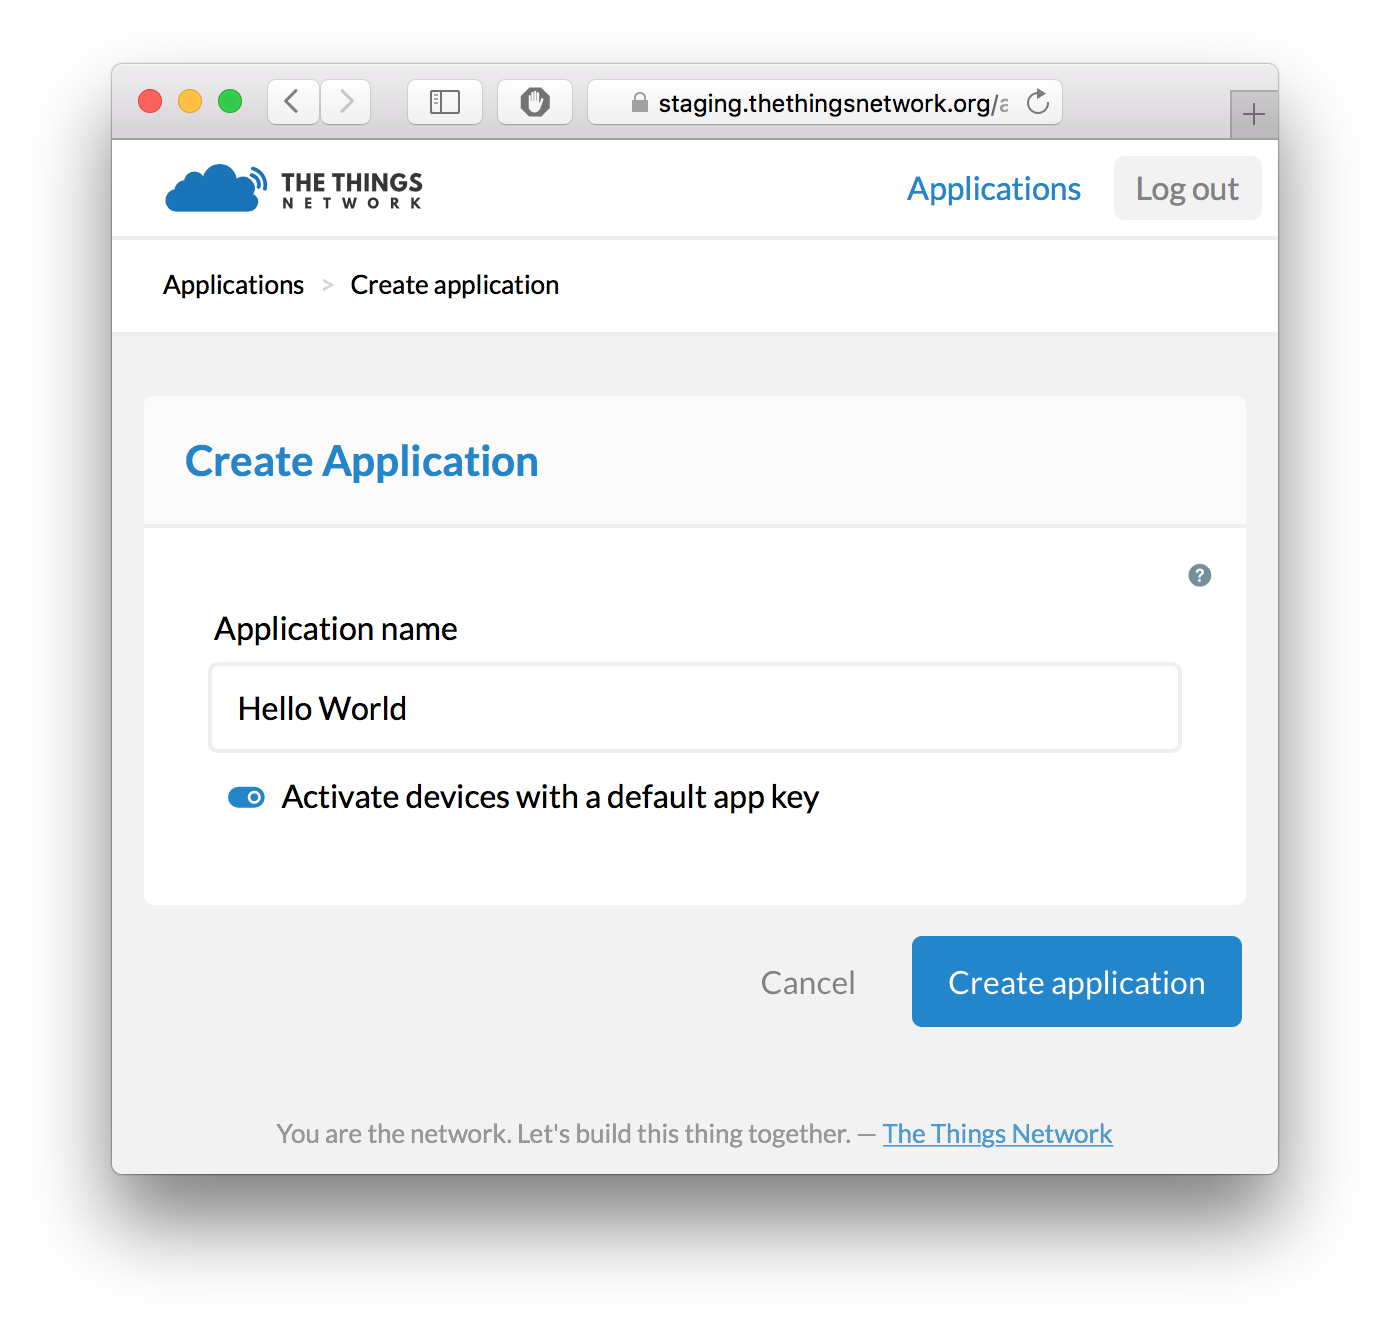 staging.thethingsnetwork.org/a
THE THINGS
NETWORK
Applications
Log out
Applications > Create application
Create Application
?
Application name
Hello World
Activate devices with a default app key
Cancel
Create application
You are the network. Let's build this thing together. — The Things Network